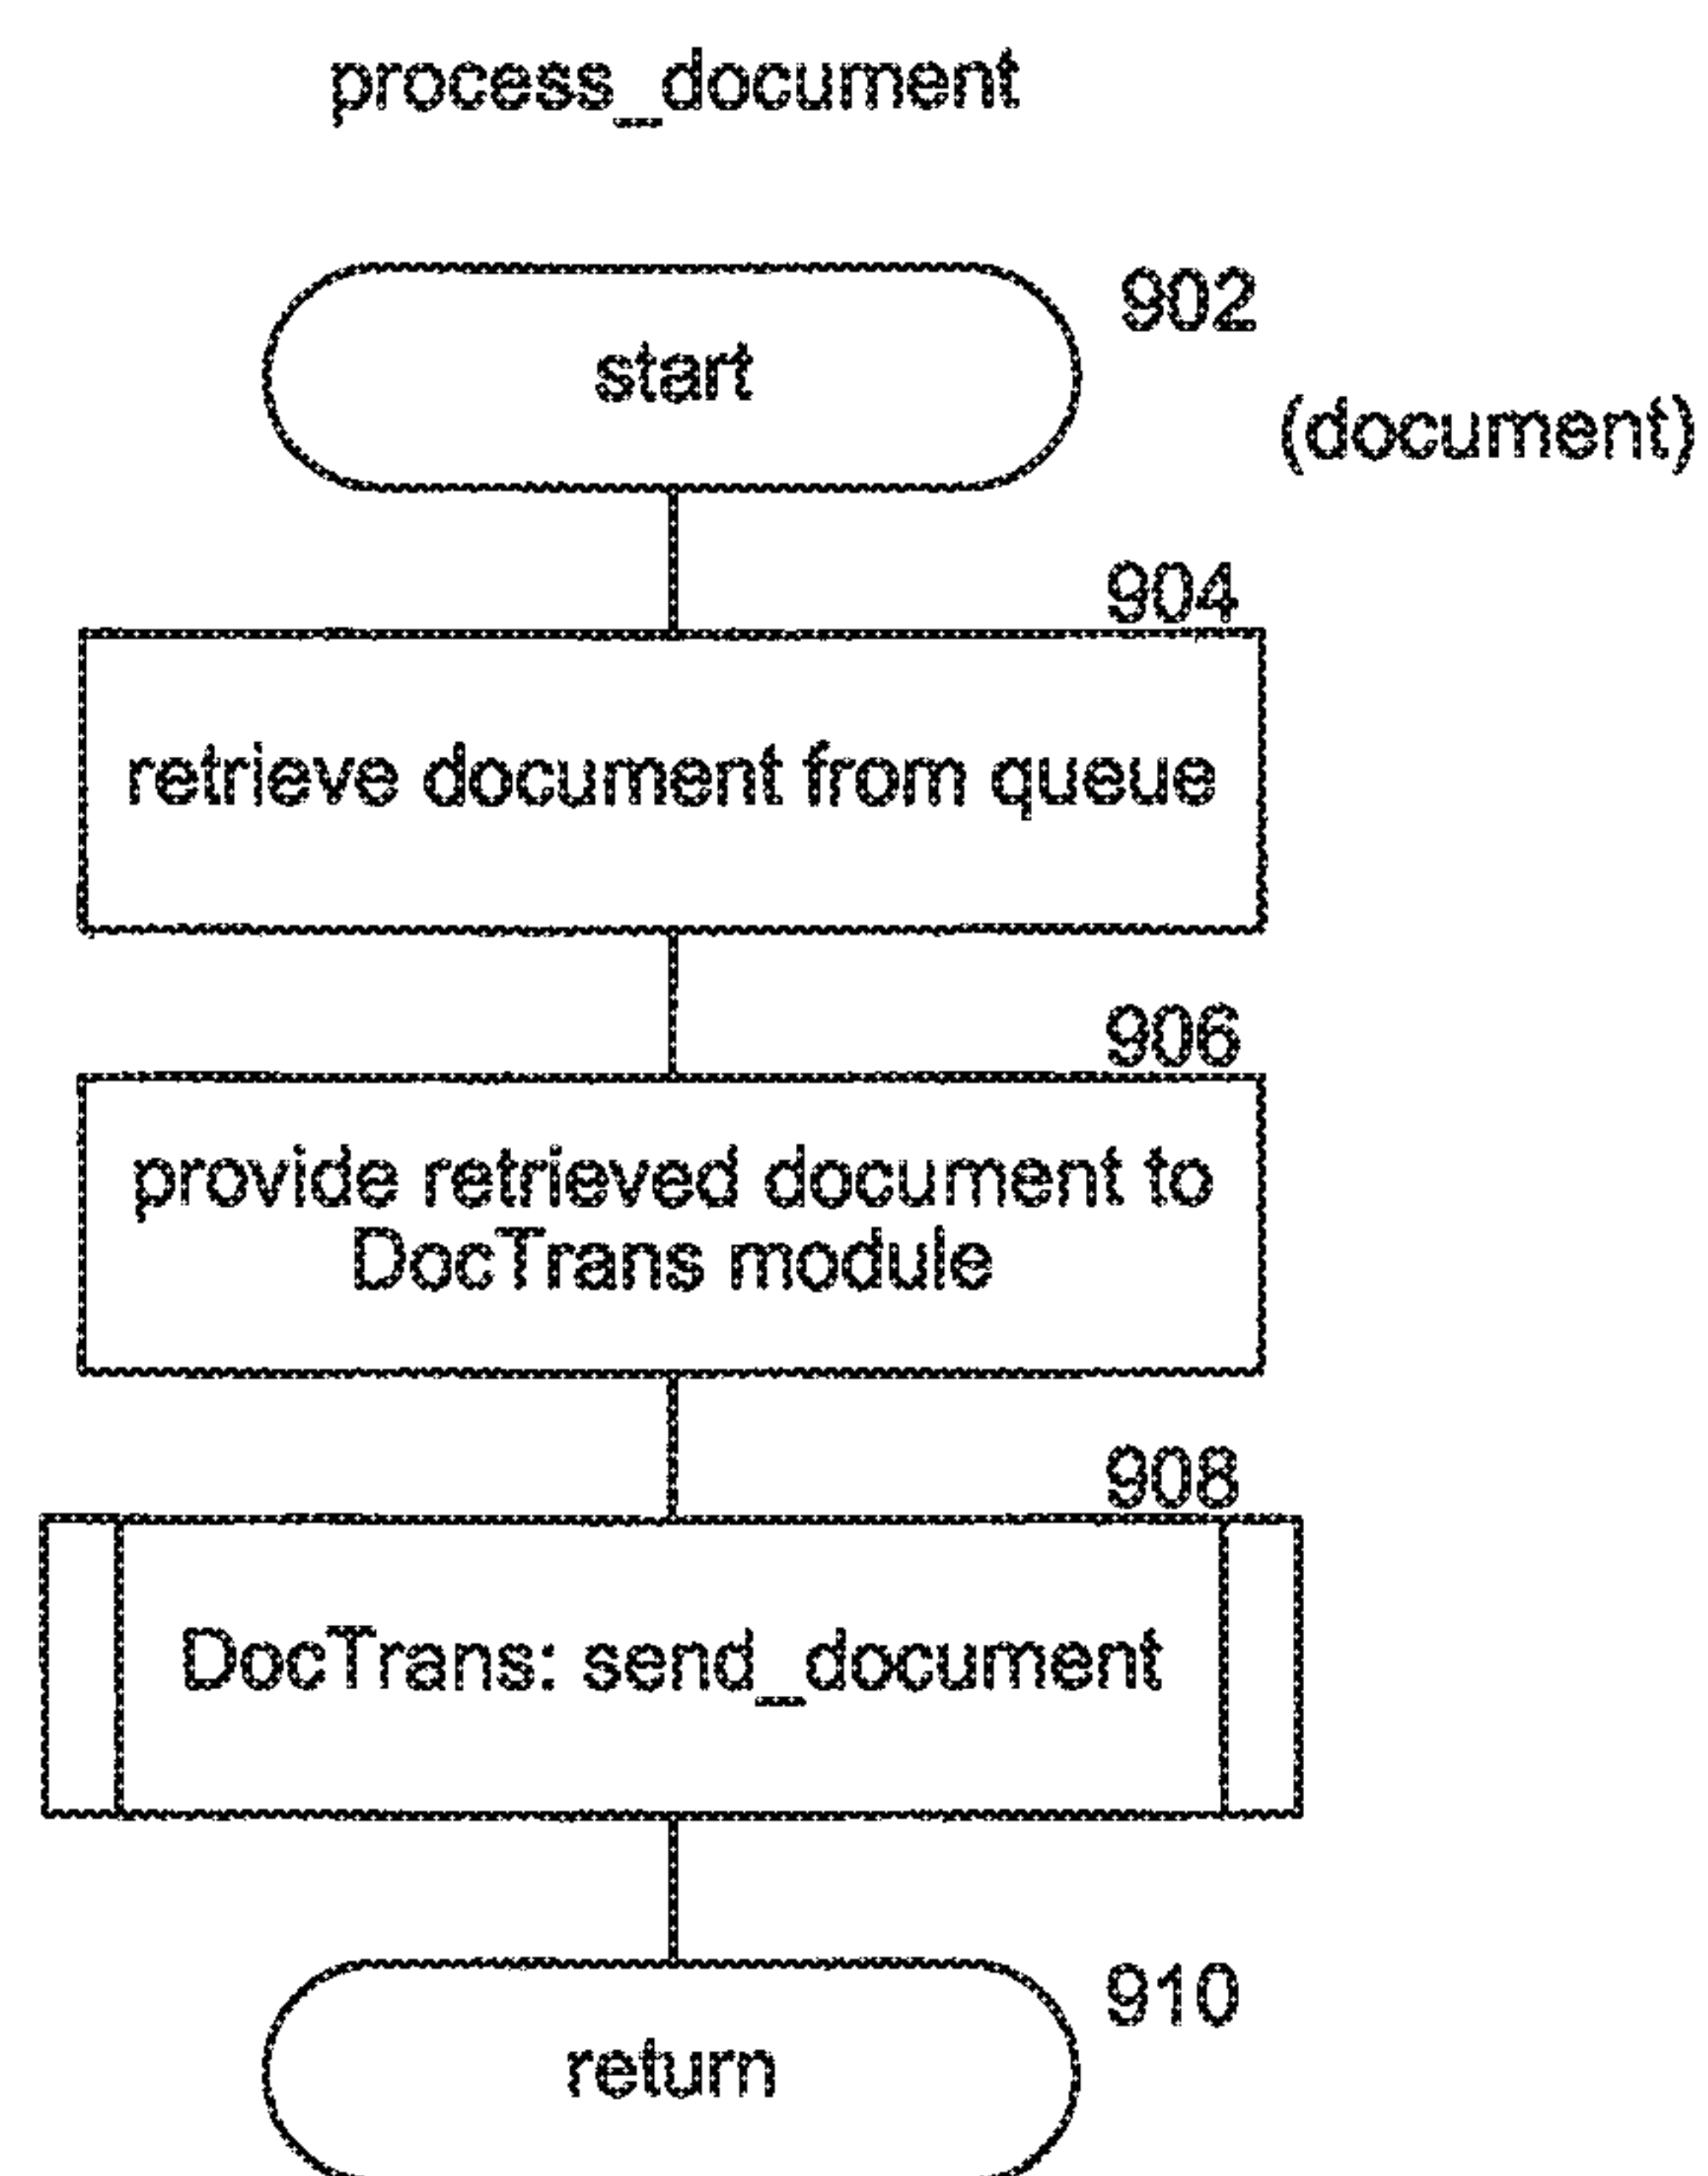 process_document
902
start
(document)
904
retrieve document from queue
906
provide retrieved document to
DocTrans module
908
DocTrans: send_document
910
return